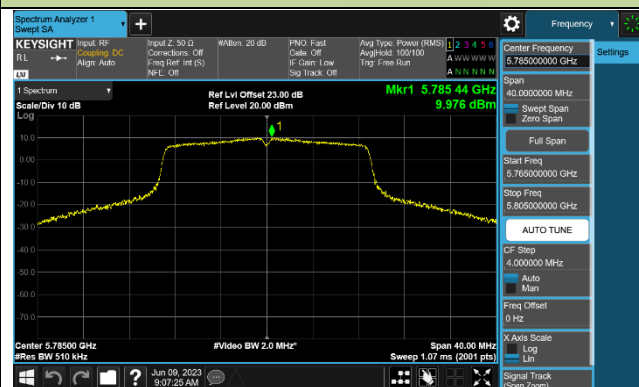 Spectrum Analyzer 1
Swept SA
Frequency
KEYSIGHT
RL
LXI
Input: RF
Coupling: DC
Align: Auto
Input Z: 50 Ω
Corrections: Off
Freq Ref: Int (S)
NFE: Off
#Atten: 20 dB
PNO: Fast
Gate: Off
IF Gain: Low
Sig Track: Off
Avg Type: Power (RMS)
Avg|Hold: 100/100
Trig: Free Run
1 2 3 4 5 6
A W W W W W
A N N N N N
1 Spectrum
Scale/Div 10 dB
Log
Ref Lvl Offset 23.00 dB
Ref Level 20.00 dBm
Mkr1 5.785 44 GHz
9.976 dBm
1
10.0
0.00
-10.0
-20.0
-30.0
-40.0
-50.0
-60.0
-70.0
Center 5.78500 GHz
#Res BW 510 kHz
#Video BW 2.0 MHz*
Span 40.00 MHz
Sweep 1.07 ms (2001 pts)
Center Frequency
5.785000000 GHz
Settings
Span
40.0000000 MHz
Swept Span
Zero Span
Full Span
Start Freq
5.765000000 GHz
Stop Freq
5.805000000 GHz
AUTO TUNE
CF Step
4.000000 MHz
Auto
Man
Freq Offset
0 Hz
X Axis Scale
Log
Lin
Signal Track
(Span Zoom)
Jun 09, 2023
9:07:25 AM